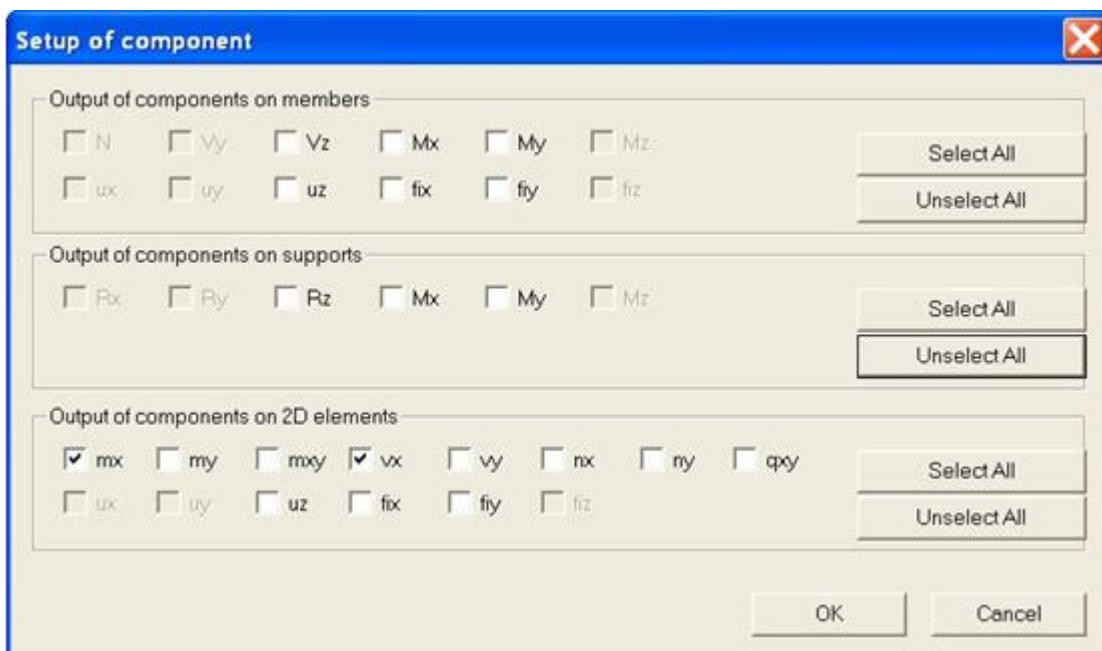 Setup of component
Output of components on members
N Vy Vz Mx My Mz
Select All
ux uy uz fix fiy fiz
Unselect All
Output of components on supports
Rx Ry Rz Mx My Mz
Select All
Unselect All
Output of components on 2D elements
mx my mxy vx vy nx ny qxy
Select All
ux uy uz fix fiy fiz
Unselect All
OK Cancel